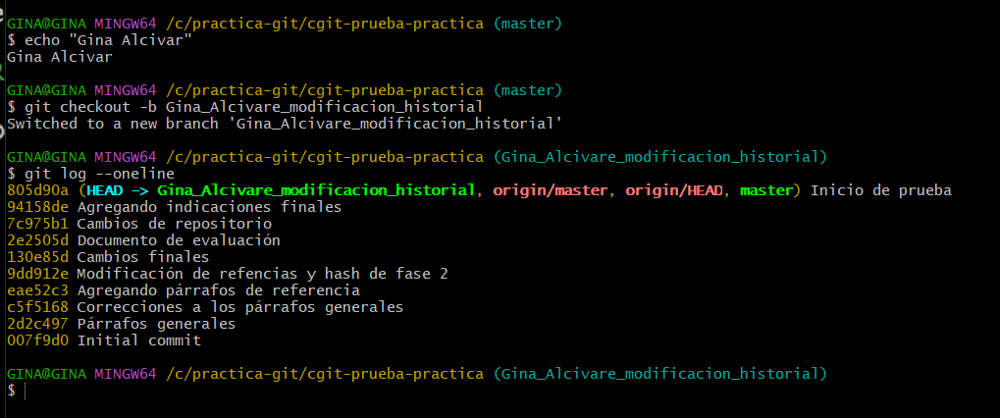 GINA@GINA MINGW64 /c/practica-git/cgit-prueba-practica (master)
$ echo "Gina Alcivar"
Gina Alcivar
GINA@GINA MINGW64 /c/practica-git/cgit-prueba-practica (master)
$ git checkout -b Gina_Alcivare_modificacion_historial
Switched to a new branch 'Gina_Alcivare_modificacion_historial'
GINA@GINA MINGW64 /c/practica-git/cgit-prueba-practica (Gina_Alcivare_modificacion_historial)
$ git log --oneline
805d90a (HEAD -> Gina_Alcivare_modificacion_historial, origin/master, origin/HEAD, master) Inicio de prueba
94158de Agregando indicaciones finales
7c975b1 Cambios de repositorio
2e2505d Documento de evaluación
130e85d Cambios finales
9dd912e Modificación de refencias y hash de fase 2
eae52c3 Agregando párrafos de referencia
c5f5168 Correcciones a los párrafos generales
2d2c497 Párrafos generales
007f9d0 Initial commit
GINA@GINA MINGW64 /c/practica-git/cgit-prueba-practica (Gina_Alcivare_modificacion_historial)
$